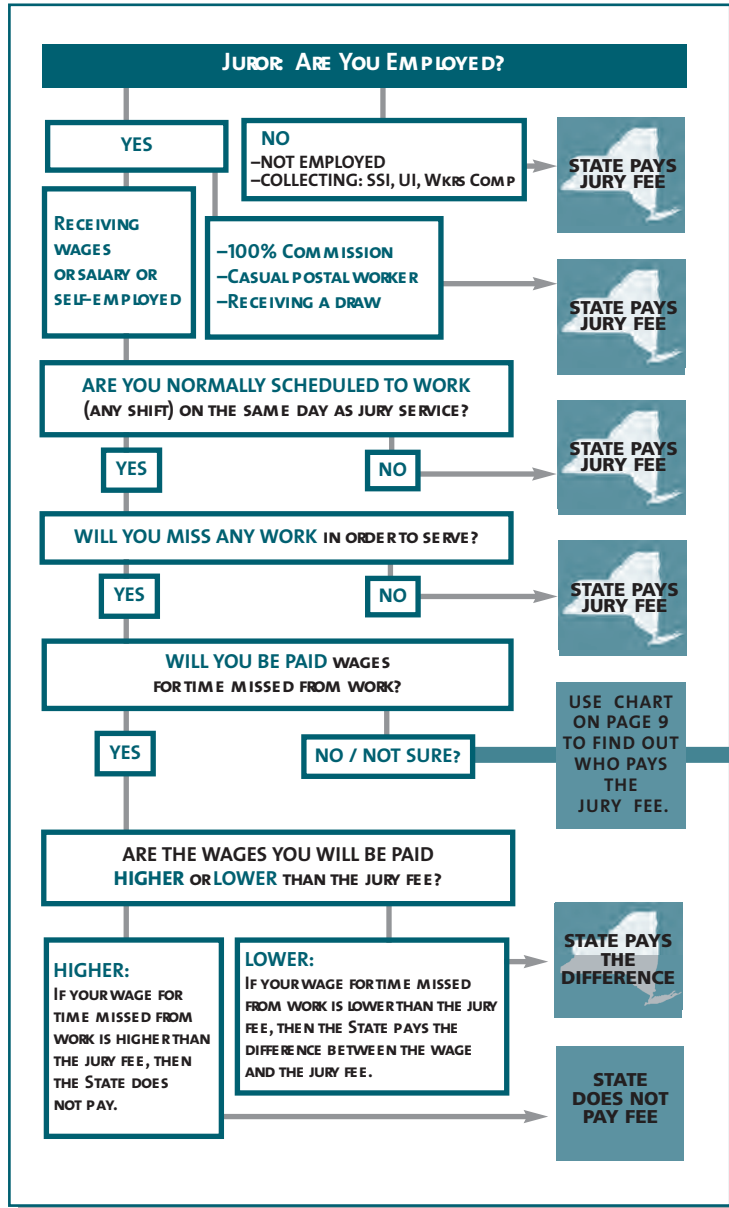 JUROR: ARE YOU EMPLOYED?
YES
NO
–NOT EMPLOYED
–COLLECTING: SSI, UI, WKRS COMP
STATE PAYS
JURY FEE
RECEIVING
WAGES
OR SALARY OR
SELF-EMPLOYED
–100% COMMISSION
–CASUAL POSTAL WORKER
–RECEIVING A DRAW
STATE PAYS
JURY FEE
ARE YOU NORMALLY SCHEDULED TO WORK
(ANY SHIFT) ON THE SAME DAY AS JURY SERVICE?
YES
NO
STATE PAYS
JURY FEE
WILL YOU MISS ANY WORK IN ORDER TO SERVE?
YES
NO
STATE PAYS
JURY FEE
WILL YOU BE PAID WAGES
FOR TIME MISSED FROM WORK?
YES
NO / NOT SURE?
USE CHART
ON PAGE 9
TO FIND OUT
WHO PAYS
THE
JURY FEE.
ARE THE WAGES YOU WILL BE PAID
HIGHER OR LOWER THAN THE JURY FEE?
HIGHER:
IF YOUR WAGE FOR
TIME MISSED FROM
WORK IS HIGHER THAN
THE JURY FEE, THEN
THE STATE DOES
NOT PAY.
LOWER:
IF YOUR WAGE FOR TIME MISSED
FROM WORK IS LOWER THAN THE JURY
FEE, THEN THE STATE PAYS THE
DIFFERENCE BETWEEN THE WAGE
AND THE JURY FEE.
STATE PAYS
THE
DIFFERENCE
STATE
DOES NOT
PAY FEE